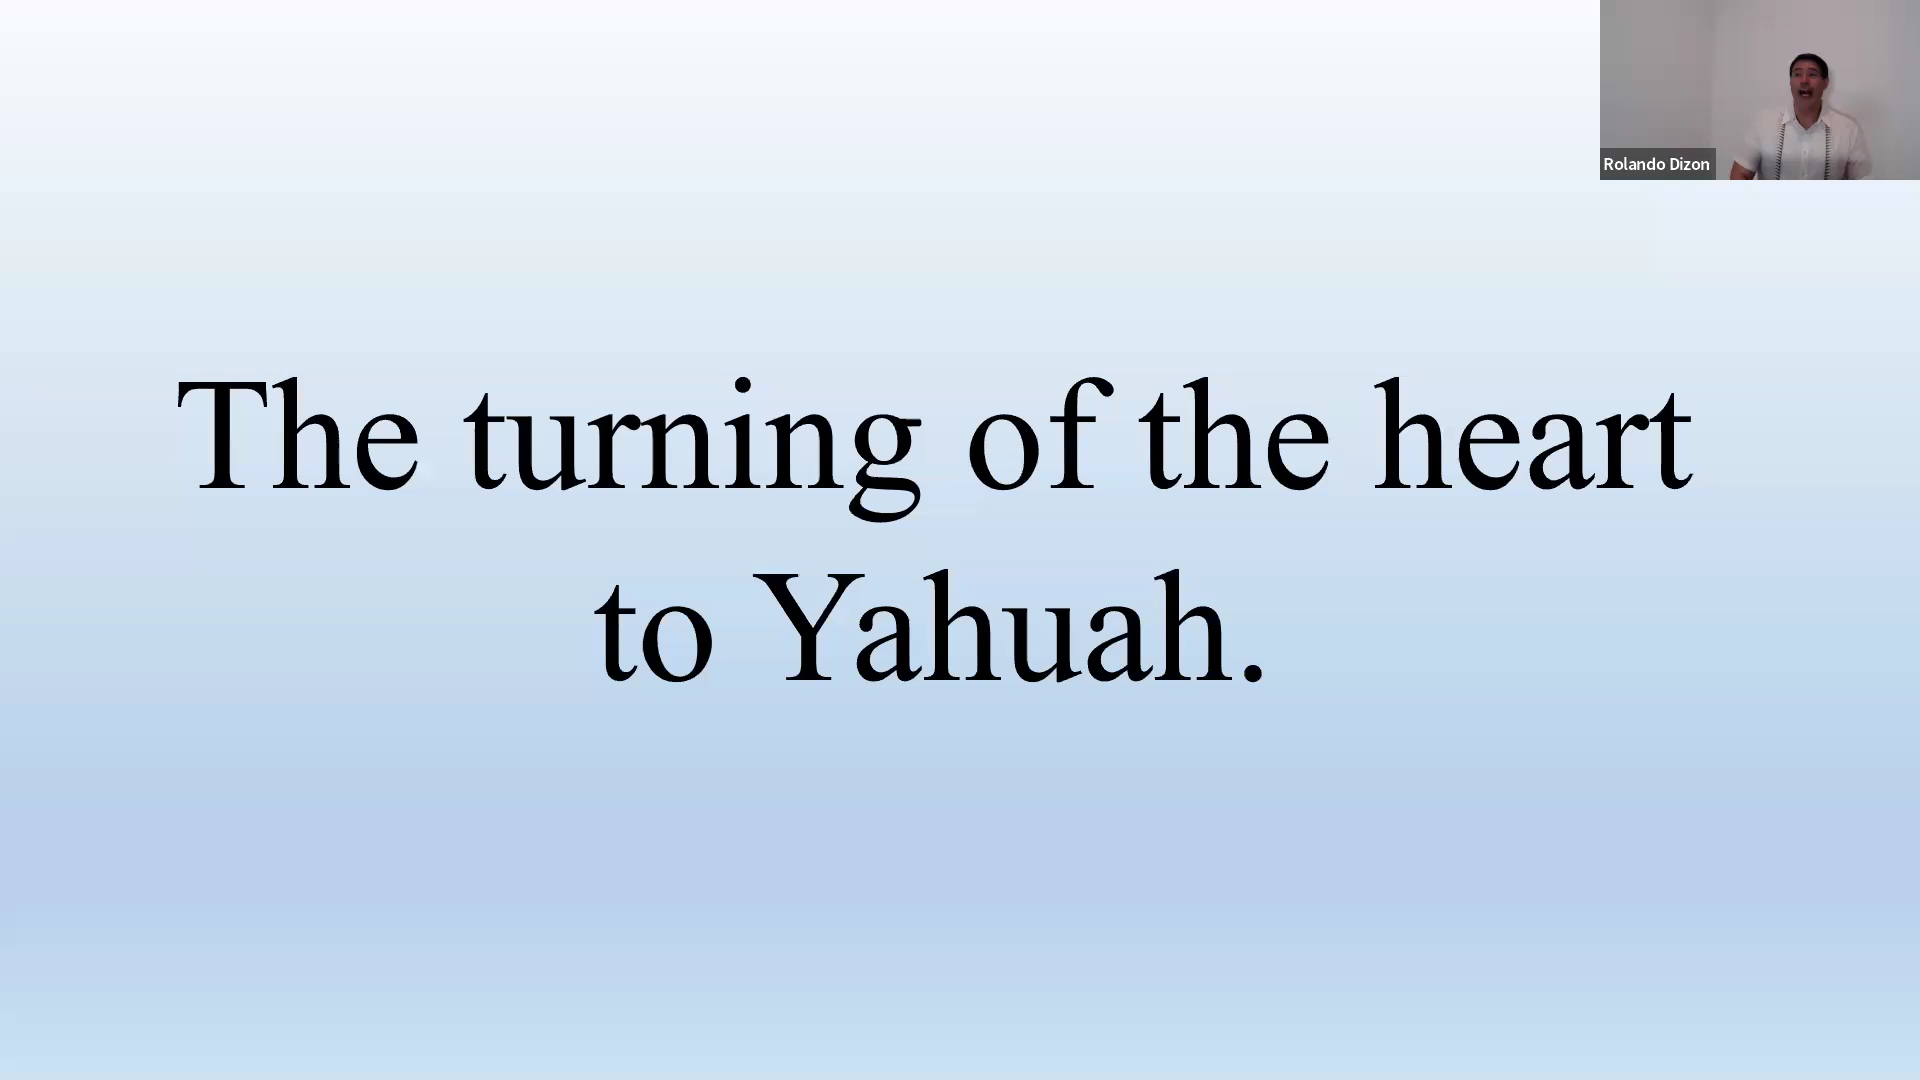 Rolando Dizon
The turning of the heart
to Yahuah.